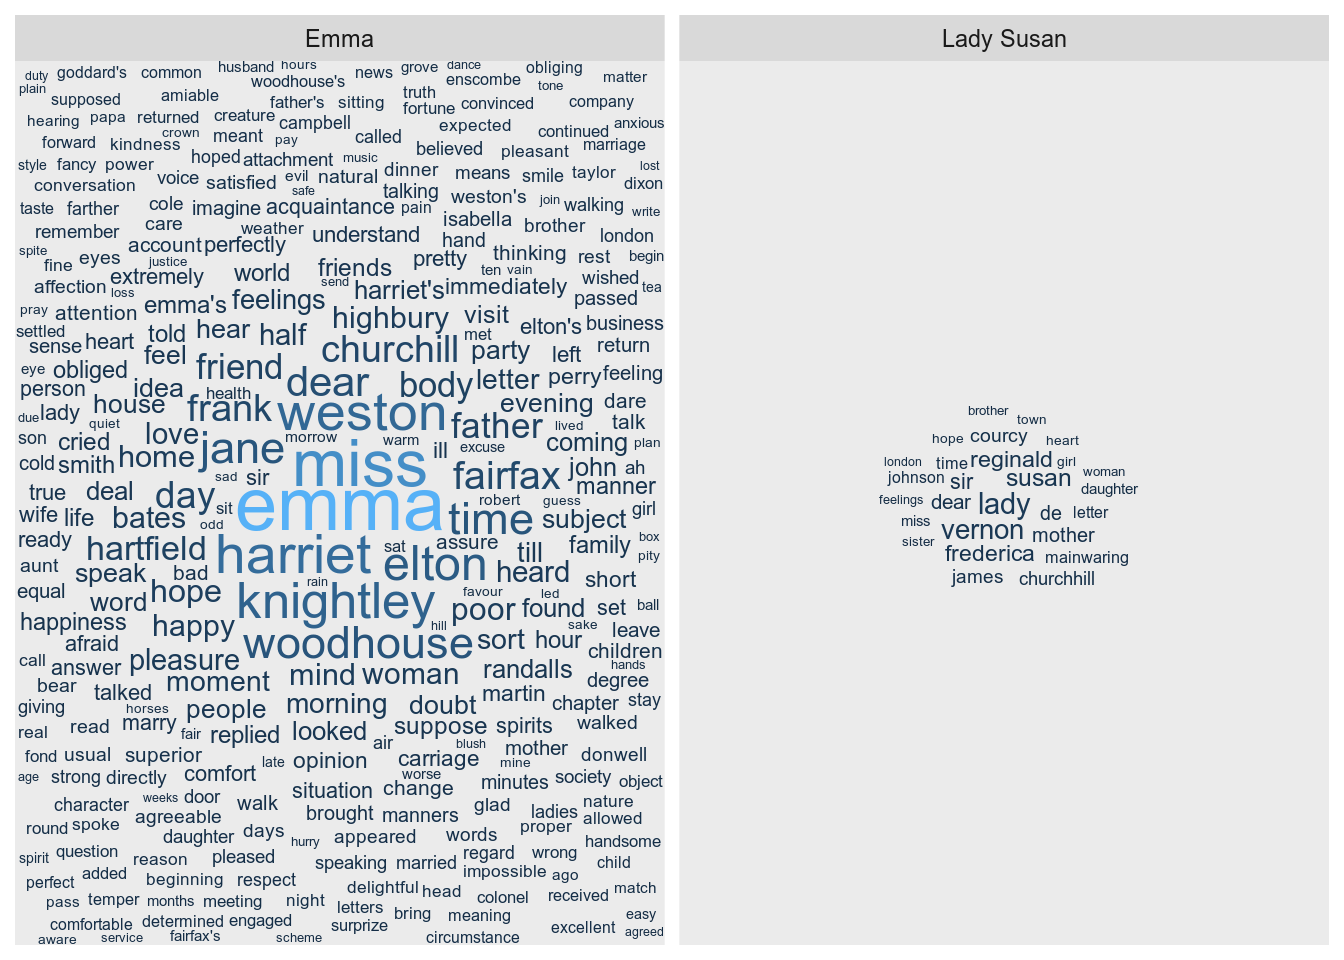 Emma
duty goddard's common husband hours news grove dance obliging
plain woodhouse's enscombe tone matter
supposed amiable father's sitting truth fortune convinced company
hearing papa returned creature campbell expected continued anxious
forward kindness crown meant pay called believed pleasant marriage
style fancy power hoped attachment music dinner means smile taylor lost
conversation voice satisfied evil natural safe talking weston's join walking dixon
taste farther cole imagine acquaintance pain isabella brother write
remember care weather understand hand london
spite account perfectly pretty thinking rest begin
fine eyes justice world friends ten vain wished
affection loss extremely send harriet's immediately passed tea
pray attention emma's feelings highbury visit elton's business
settled told hear half met
sense heart feel churchill party left return
eye obliged friend dear body letter perry feeling
person idea health
due lady house frank weston evening dare
quiet father lived talk
son cried love jane morrow warm ill excuse coming plan
cold smith home miss fairfax john ah
true deal day sad sir robert guess manner
wife life bates sit emma time subject girl
odd
ready hartfield harriet sat assure till family box
aunt speak bad elton heard short pity
equal word hope rain knightley favour poor led found set ball
happiness happy hill sake leave
afraid woodhouse sort hour children
call answer pleasure mind woman randalls hands
bear talked moment martin degree
giving horses people morning doubt chapter stay
real read marry fair replied looked suppose spirits walked
fond usual superior late opinion air carriage blush mine mother donwell
age strong directly comfort worse minutes society object
character weeks door walk situation change glad ladies nature
round spoke agreeable brought manners proper allowed
daughter days hurry appeared words handsome
spirit question reason pleased speaking married regard wrong child
perfect added beginning respect delightful head impossible ago
pass temper months meeting night letters colonel received match
comfortable determined engaged surprize bring meaning excellent easy
aware service fairfax's scheme circumstance agreed
Lady Susan
brother town
hope courcy heart
london time reginald girl
johnson sir susan woman
daughter
feelings dear lady de letter
miss vernon mother
sister frederica mainwaring
james churchhill